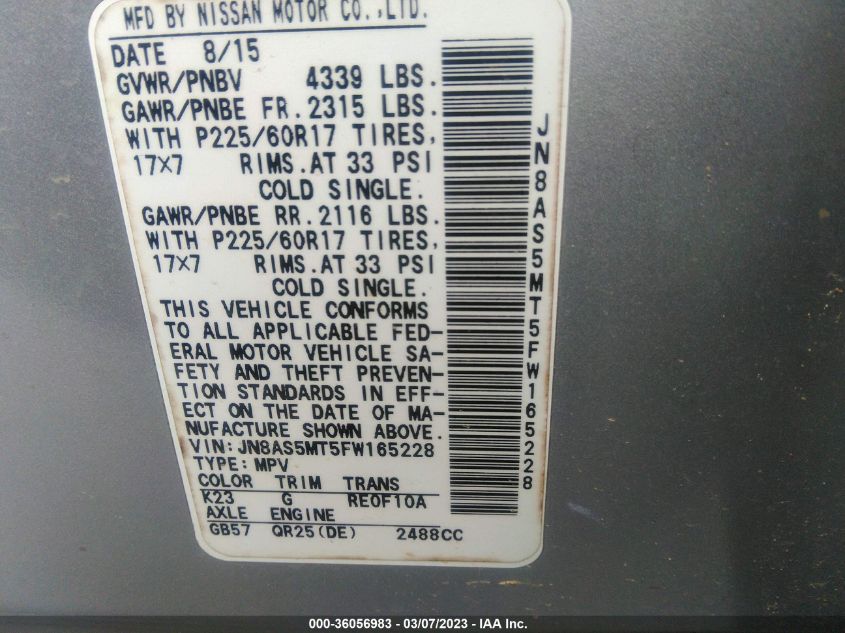 MFD BY NISSAN MOTOR CO.,LTD.
DATE 8/15
GVWR/PNBV 4339 LBS.
GAWR/PNBE FR.2315 LBS.
WITH P225/60R17 TIRES,
17X7 RIMS.AT 33 PSI
COLD SINGLE.
GAWR/PNBE RR.2116 LBS.
WITH P225/60R17 TIRES,
17X7 RIMS.AT 33 PSI
COLD SINGLE.
THIS VEHICLE CONFORMS
TO ALL APPLICABLE FED-
ERAL MOTOR VEHICLE SA-
FETY AND THEFT PREVEN-
TION STANDARDS IN EFF-
ECT ON THE DATE OF MA-
NUFACTURE SHOWN ABOVE.
VIN:JN8AS5MT5FW165228
TYPE:MPV
COLOR TRIM TRANS
K23 G RE0F10A
AXLE ENGINE
GB57 QR25(DE) 2488CC
JN8AS5MT5FW165228
000-36056983 / 03/07/2023 - IAA Inc.